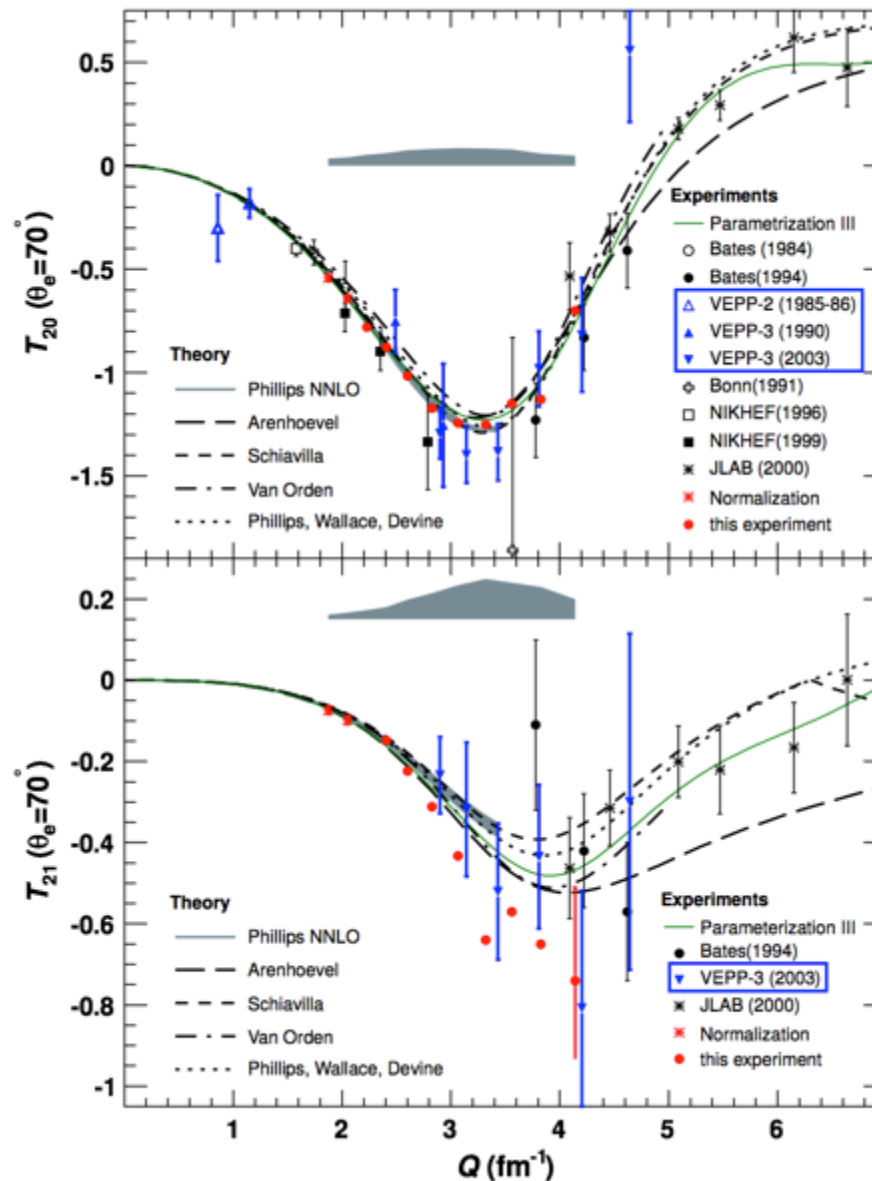 0.5
0
-0.5
-1
-1.5
T20 (θe=70°)
Theory
Phillips NNLO
Arenhoevel
Schiavilla
Van Orden
Phillips, Wallace, Devine
Experiments
Parametrization III
Bates (1984)
Bates(1994)
VEPP-2 (1985-86)
VEPP-3 (1990)
VEPP-3 (2003)
Bonn(1991)
NIKHEF(1996)
NIKHEF(1999)
JLAB (2000)
Normalization
this experiment
0.2
0
-0.2
-0.4
-0.6
-0.8
-1
T21 (θe=70°)
Theory
Phillips NNLO
Arenhoevel
Schiavilla
Van Orden
Phillips, Wallace, Devine
Experiments
Parameterization III
Bates(1994)
VEPP-3 (2003)
JLAB (2000)
Normalization
this experiment
1 2 3 4 5 6
Q (fm⁻¹)